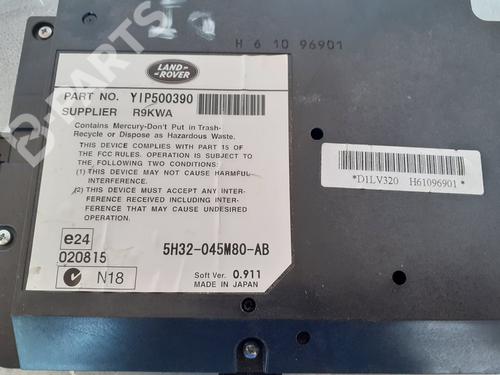 H 6 10 96901
LAND-
-ROVER
PART NO. YIP500390
SUPPLIER R9KWA
Contains Mercury-Don't Put in Trash-
Recycle or Dispose as Hazardous Waste.
THIS DEVICE COMPLIES WITH PART 15 OF
THE FCC RULES. OPERATION IS SUBJECT TO
THE FOLLOWING TWO CONDITIONS:
(1) THIS DEVICE MAY NOT CAUSE HARMFUL
INTERFERENCE.
(2) THIS DEVICE MUST ACCEPT ANY INTER-
FERENCE RECEIVED INCLUDING INTER-
FERENCE THAT MAY CAUSE UNDESIRED
OPERATION.
*D1LV320 H61096901*
e24
020815
5H32-045M80-AB
N18
Soft Ver. 0.911
MADE IN JAPAN
B-PARTS